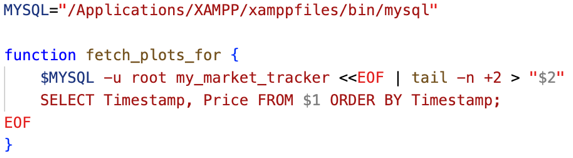 MYSQL="/Applications/XAMPP/xamppfiles/bin/mysql"
function fetch_plots_for {
$MYSQL -u root my_market_tracker <<EOF | tail -n +2 > "$2"
SELECT Timestamp, Price FROM $1 ORDER BY Timestamp;
EOF
}